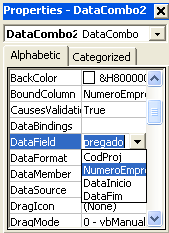 Properties - DataCombo2
DataCombo2 DataCombo
Alphabetic Categorized
BackColor &H800000
BoundColumn NumeroEmpre
CausesValidatio True
DataBindings
DataField pregado
DataFormat CodProj
DataMember NumeroEmpre
DataSource DataInicio
DataFim
DragIcon (None)
DragMode 0 - vbManual